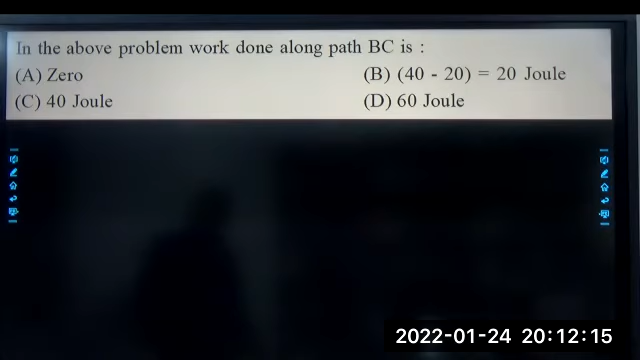 In the above problem work done along path BC is :
(A) Zero
(B) (40 - 20) = 20 Joule
(C) 40 Joule
(D) 60 Joule
2022-01-24 20:12:15